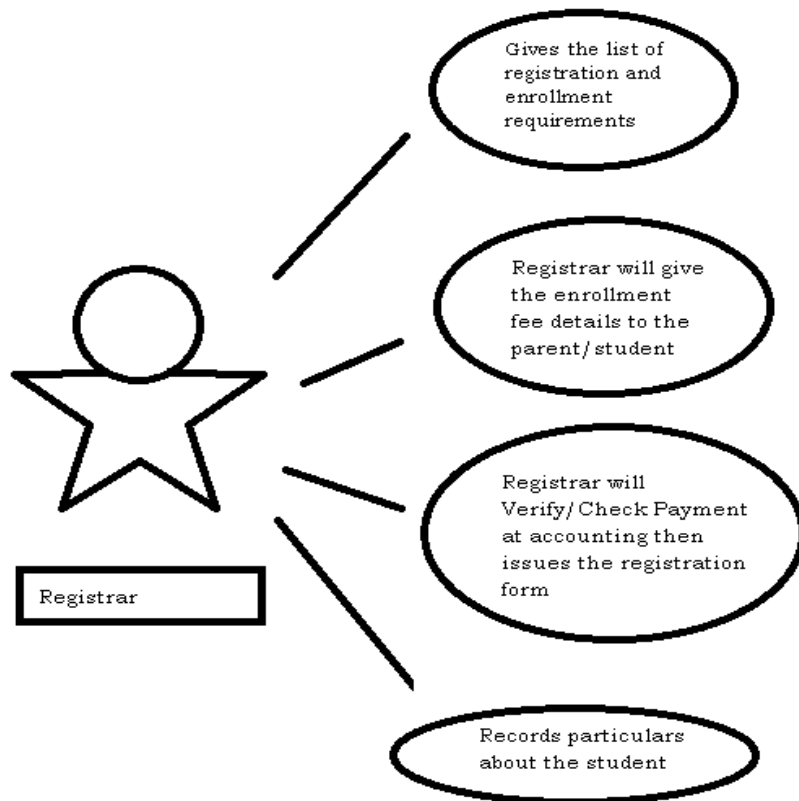 Gives the list of
registration and
enrollment
requirements
Registrar will give
the enrollment
fee details to the
parent/student
Registrar will
Verify/Check Payment
at accounting then
issues the registration
form
Registrar
Records particulars
about the student